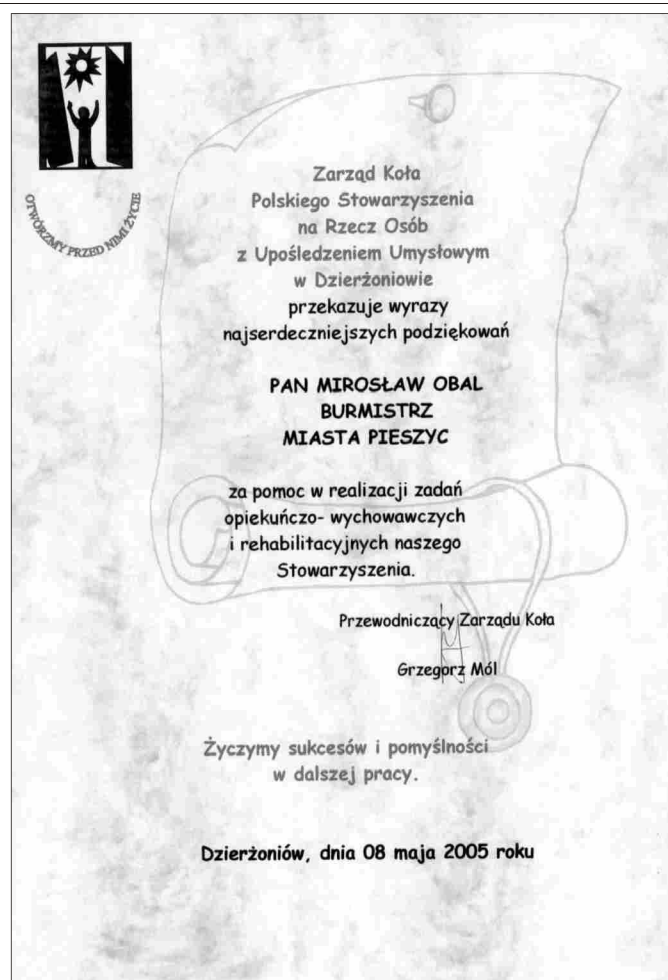 OTWÓRZMY PRZED NIMI ŻYCIE
Zarząd Koła
Polskiego Stowarzyszenia
na Rzecz Osób
z Upośledzeniem Umysłowym
w Dzierżoniowie
przekazuje wyrazy
najserdeczniejszych podziękowań
PAN MIROSŁAW OBAL
BURMISTRZ
MIASTA PIESZYC
za pomoc w realizacji zadań
opiekuńczo- wychowawczych
i rehabilitacyjnych naszego
Stowarzyszenia.
Przewodniczący Zarządu Koła
Grzegorz Mól
Życzymy sukcesów i pomyślności
w dalszej pracy.
Dzierżoniów, dnia 08 maja 2005 roku